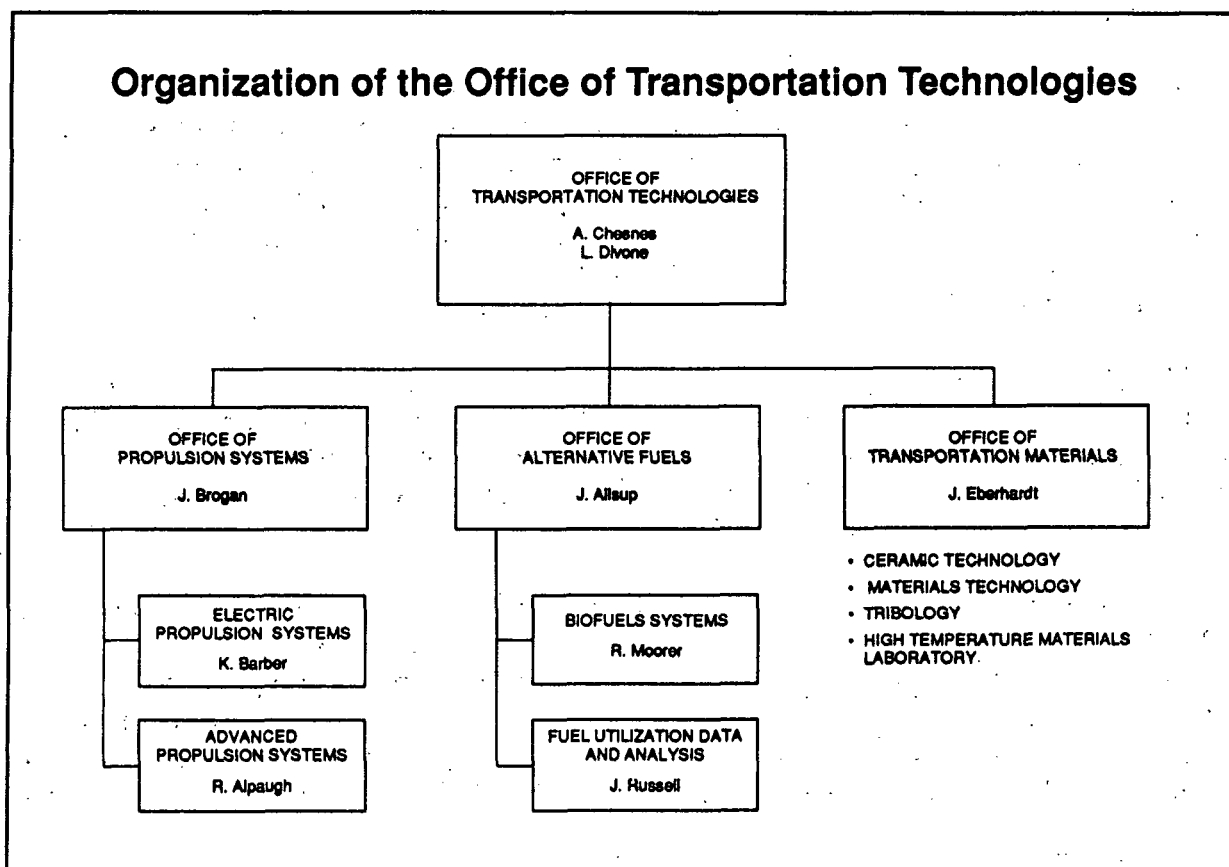 Organization of the Office of Transportation Technologies
OFFICE OF
TRANSPORTATION TECHNOLOGIES
A. Chesnes
L. Divone
OFFICE OF
PROPULSION SYSTEMS
J. Brogan
OFFICE OF
ALTERNATIVE FUELS
J. Allsup
OFFICE OF
TRANSPORTATION MATERIALS
J. Eberhardt
ELECTRIC
PROPULSION SYSTEMS
K. Barber
ADVANCED
PROPULSION SYSTEMS
R. Alpaugh
BIOFUELS SYSTEMS
R. Moorer
FUEL UTILIZATION DATA
AND ANALYSIS
J. Russell
• CERAMIC TECHNOLOGY
• MATERIALS TECHNOLOGY
• TRIBOLOGY
• HIGH TEMPERATURE MATERIALS
LABORATORY